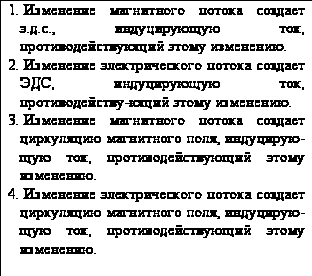 1. Изменение магнитного потока создает
э.д.с., индуцирующую ток,
противодействующий этому изменению.
2. Изменение электрического потока создает
ЭДС, индуцирующую ток,
противодейству-ющий этому изменению.
3. Изменение магнитного потока создает
циркуляцию магнитного поля, индуцирую-
щую ток, противодействующий этому
изменению.
4. Изменение электрического потока создает
циркуляцию магнитного поля, индуцирую-
щую ток, противодействующий этому
изменению.